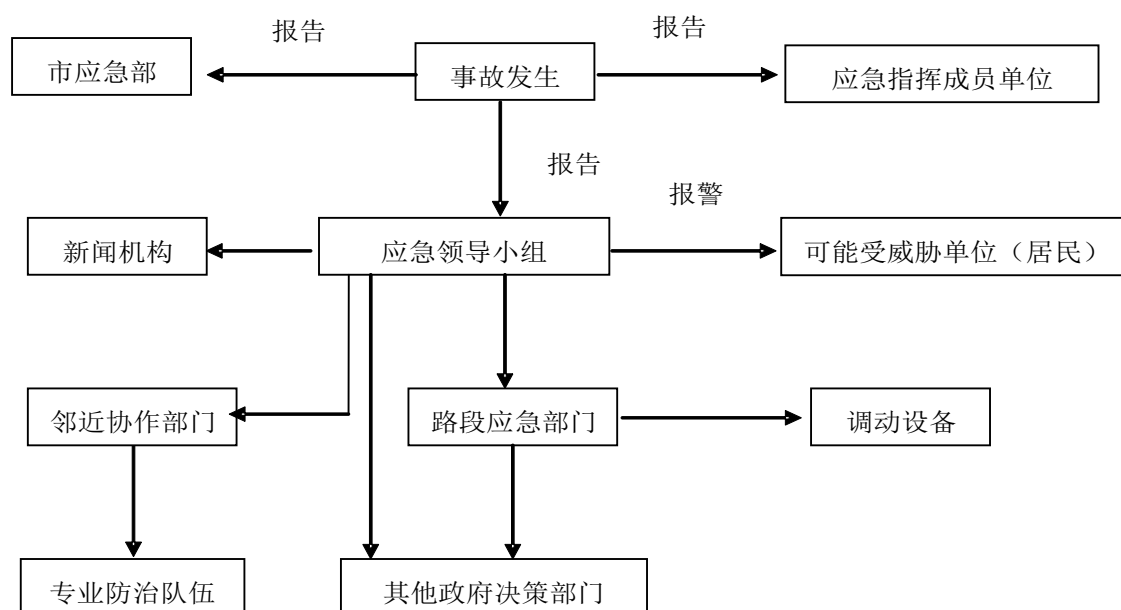 报告
报告
市应急部
事故发生
应急指挥成员单位
报告
报警
新闻机构
应急领导小组
可能受威胁单位（居民）
邻近协作部门
路段应急部门
调动设备
专业防治队伍
其他政府决策部门